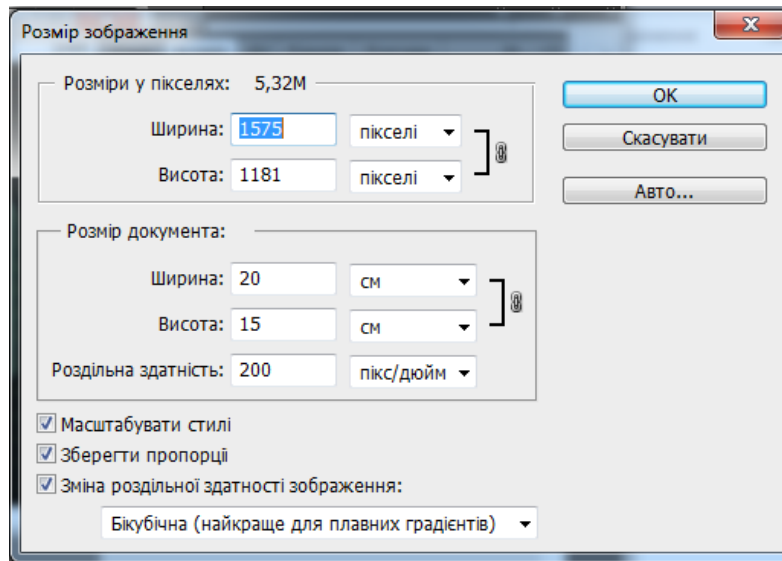 Розмір зображення
Розміри у пікселях: 5,32M
OK
Ширина: 1575 пікселі
Скасувати
Висота: 1181 пікселі
Авто...
Розмір документа:
Ширина: 20 см
Висота: 15 см
Роздільна здатність: 200 пікс/дюйм
Масштабувати стилі
Зберегти пропорції
Зміна роздільної здатності зображення:
Бікубічна (найкраще для плавних градієнтів)